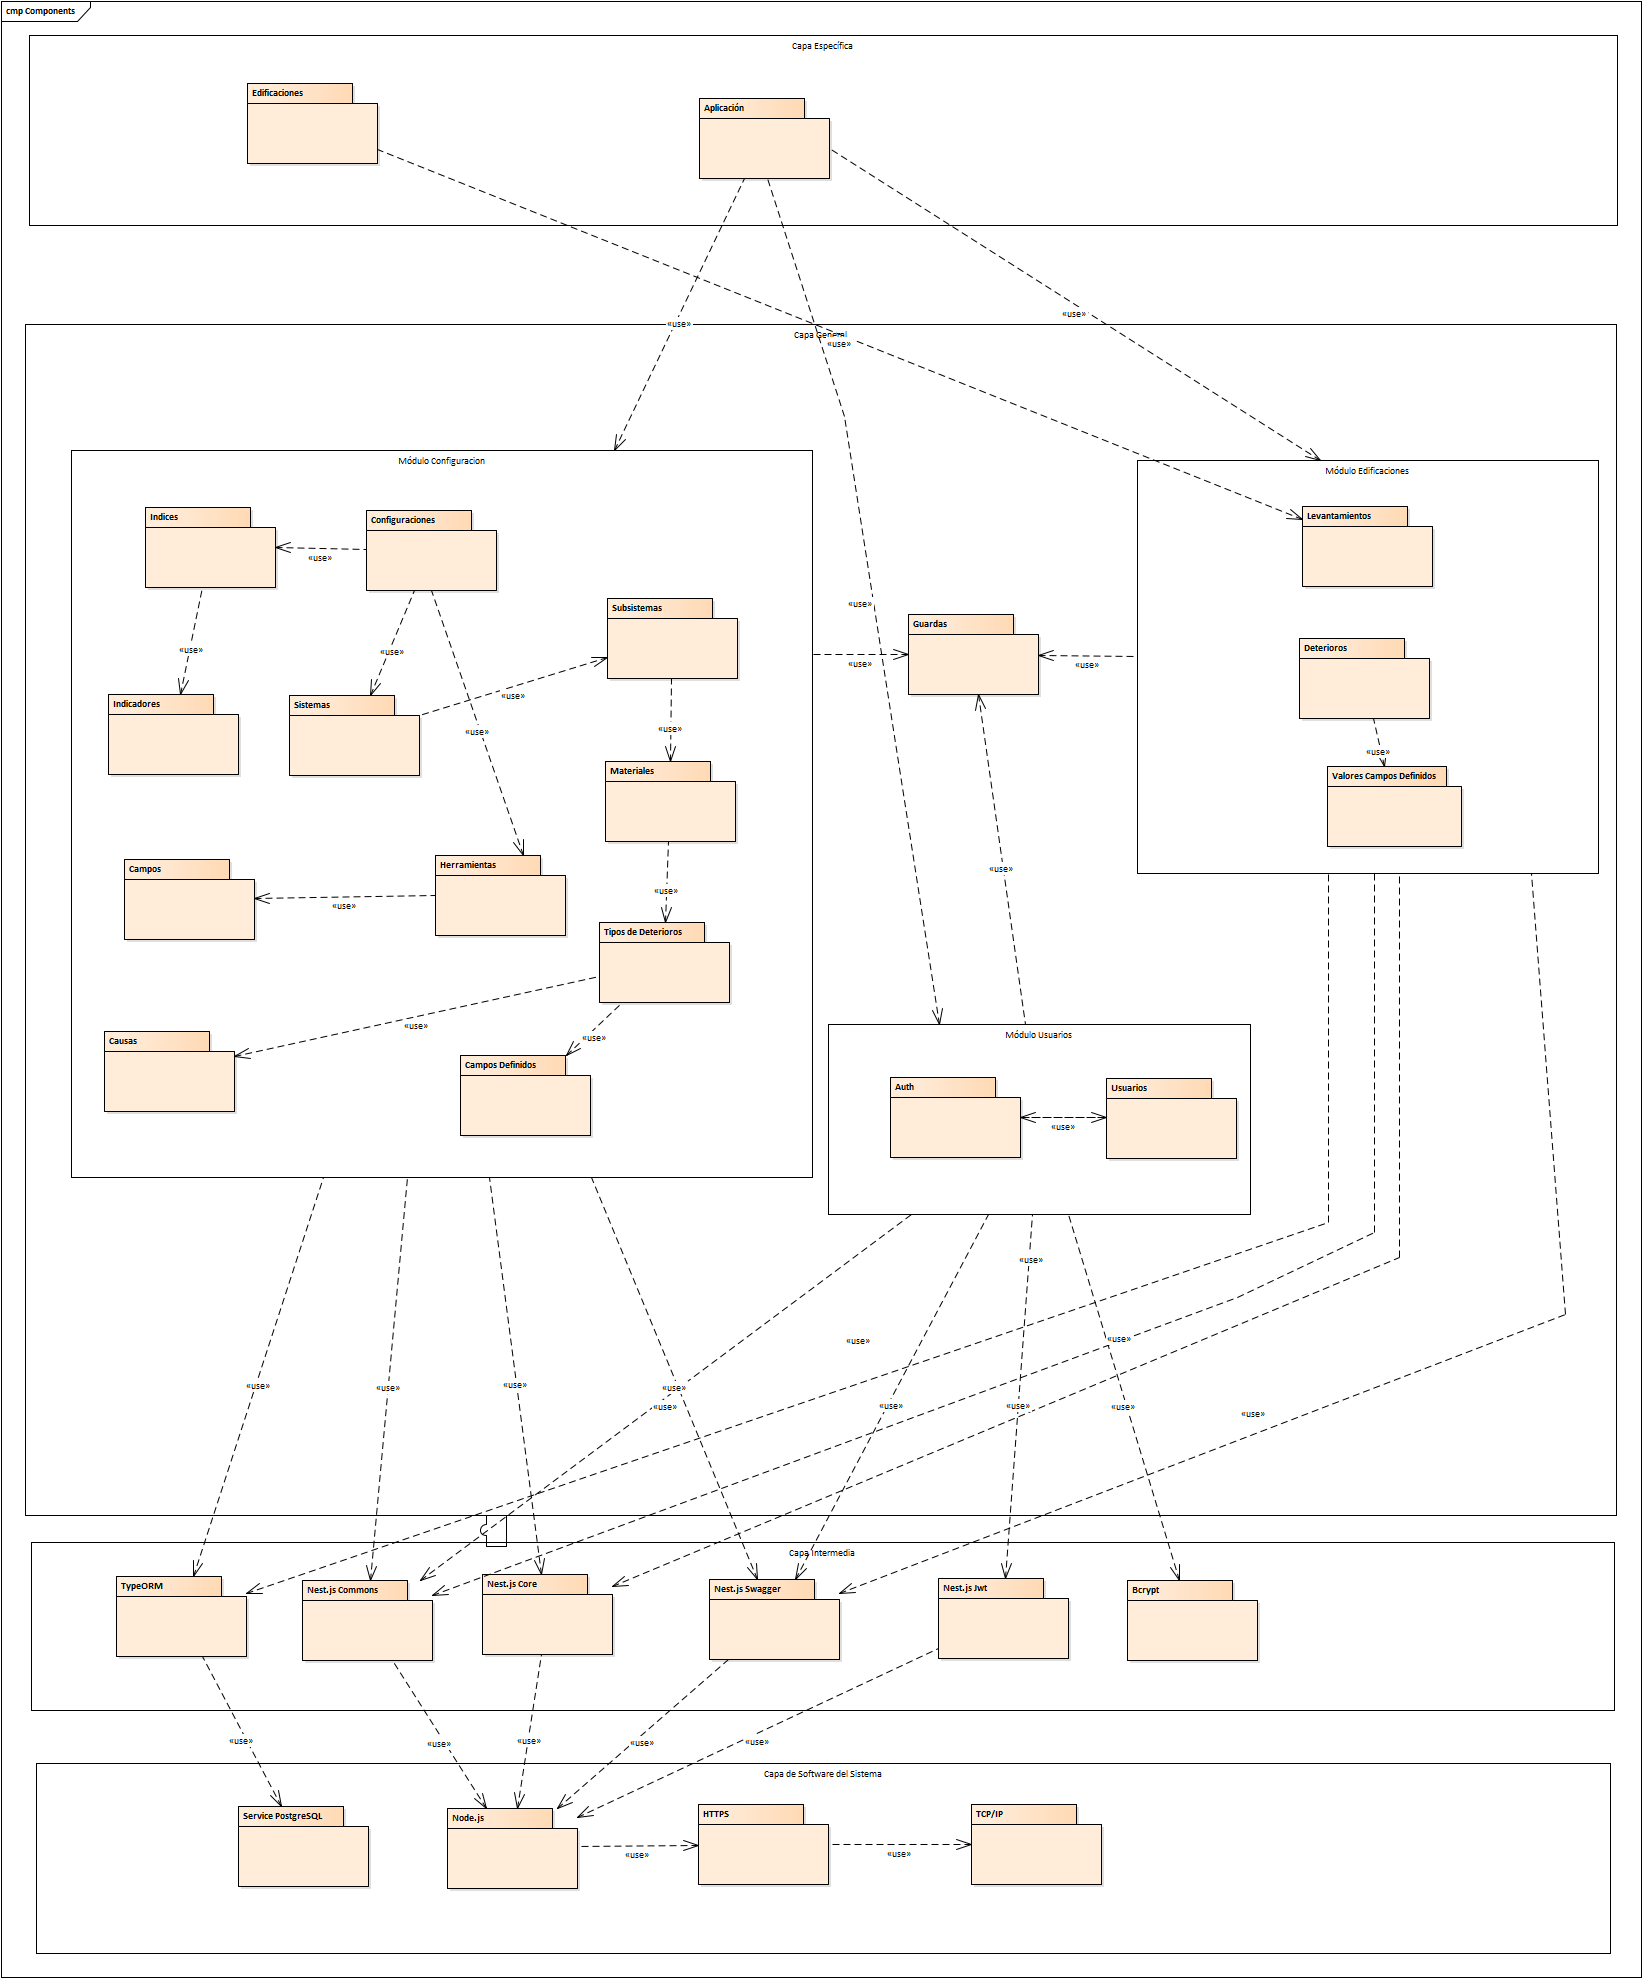 cmp Components
Capa Específica
Edificaciones
Aplicación
«use»
«use»
Capa General
«use»
Módulo Configuracion
Módulo Edificaciones
Indices
Configuraciones
Levantamientos
«use»
Subsistemas
«use»
Guardas
Deterioros
«use»
«use»
«use»
«use»
«use»
Indicadores
Sistemas
«use»
«use»
«use»
«use»
Materiales
Valores Campos Definidos
Campos
Herramientas
«use»
«use»
«use»
Tipos de Deterioros
Causas
«use»
«use»
Módulo Usuarios
Campos Definidos
Auth
Usuarios
«use»
«use»
«use»
«use»
«use»
«use»
«use»
«use»
«use»
«use»
«use»
«use»
«use»
Capa Intermedia
TypeORM
Nest.js Commons
Nest.js Core
Nest.js Swagger
Nest.js Jwt
Bcrypt
«use»
«use»
«use»
«use»
«use»
Capa de Software del Sistema
Service PostgreSQL
Node.js
HTTPS
TCP/IP
«use»
«use»